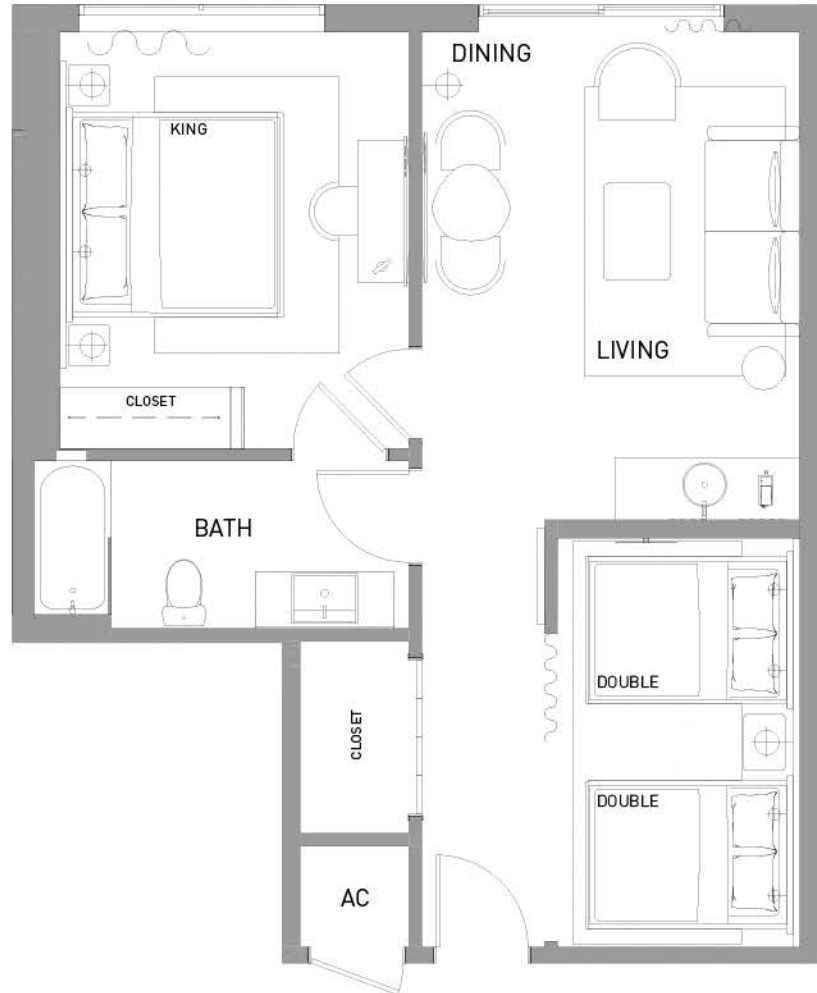 DINING
KING
LIVING
CLOSET
BATH
DOUBLE
CLOSET
DOUBLE
AC